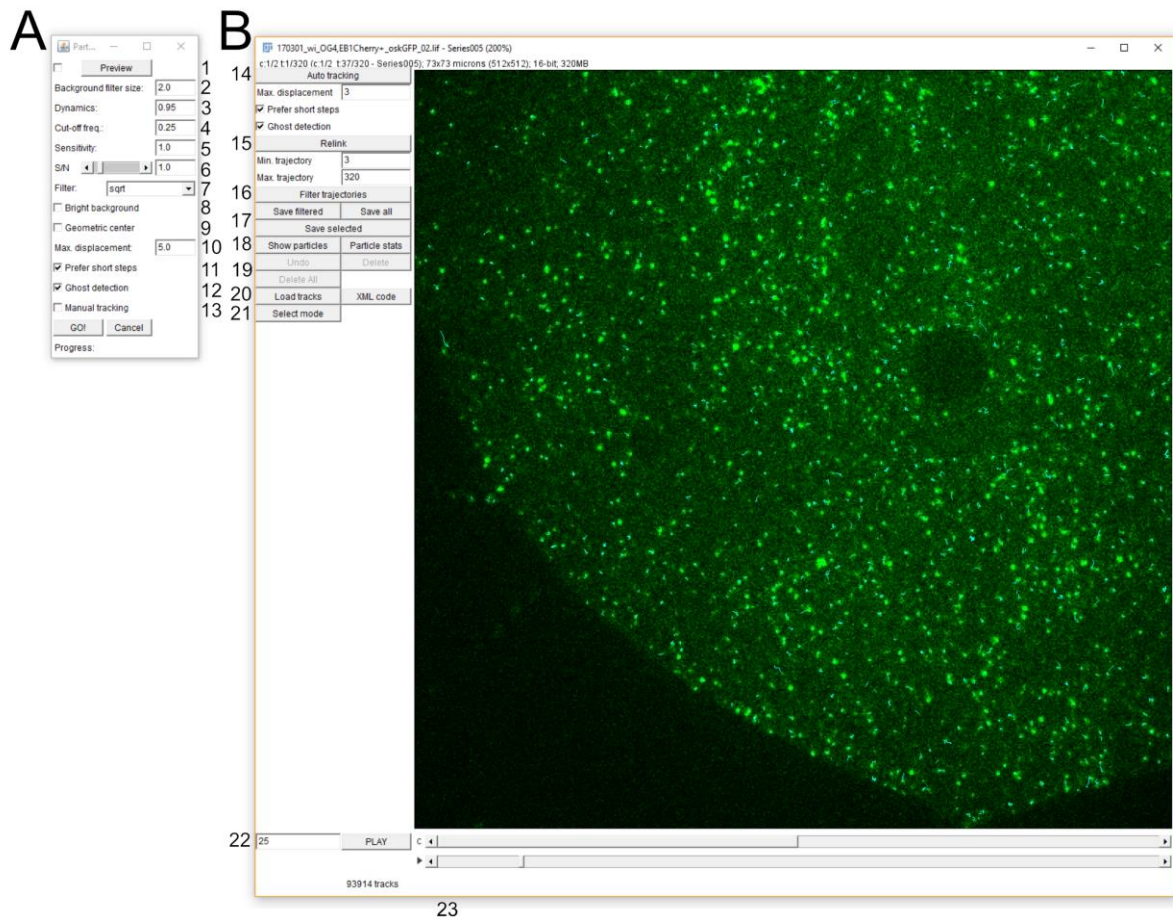 A
Part...
Preview 1
Background filter size: 2.0 2
Dynamics: 0.95 3
Cut-off freq.: 0.25 4
Sensitivity: 1.0 5
S/N 1.0 6
Filter: sqrt 7
Bright background 8
Geometric center 9
Max. displacement: 5.0 10
Prefer short steps 11
Ghost detection 12
Manual tracking 13
GO! Cancel
Progress:
B
170301_wi_OG4,EB1Cherry+_oskGFP_02.lif - Series005 (200%)
c:1/2 t:1/320 (c:1/2 t:37/320 - Series005); 73x73 microns (512x512); 16-bit; 320MB
14 Auto tracking
Max. displacement 3
Prefer short steps
Ghost detection
15 Relink
Min. trajectory 3
Max. trajectory 320
16 Filter trajectories
Save filtered Save all
17 Save selected
18 Show particles Particle stats
Undo Delete
19
Delete All
20 Load tracks XML code
21 Select mode
22 25 PLAY c
93914 tracks
23